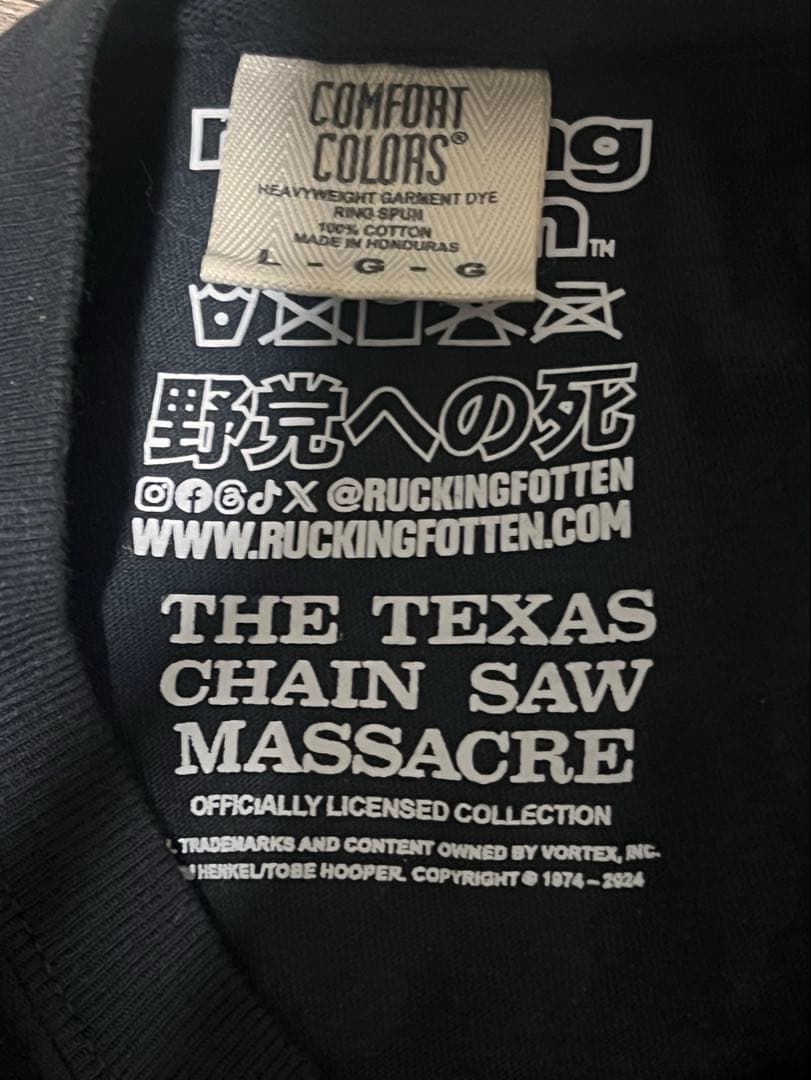 COMFORT
COLORS®
HEAVYWEIGHT GARMENT DYE
RING SPUN
100% COTTON
MADE IN HONDURAS
L - G - G
TM
野党への死
@RUCKINGFOTTEN
WWW.RUCKINGFOTTEN.COM
THE TEXAS
CHAIN SAW
MASSACRE
OFFICIALLY LICENSED COLLECTION
TRADEMARKS AND CONTENT OWNED BY VORTEX, INC.
HENKEL/TOBE HOOPER. COPYRIGHT © 1974 – 2024